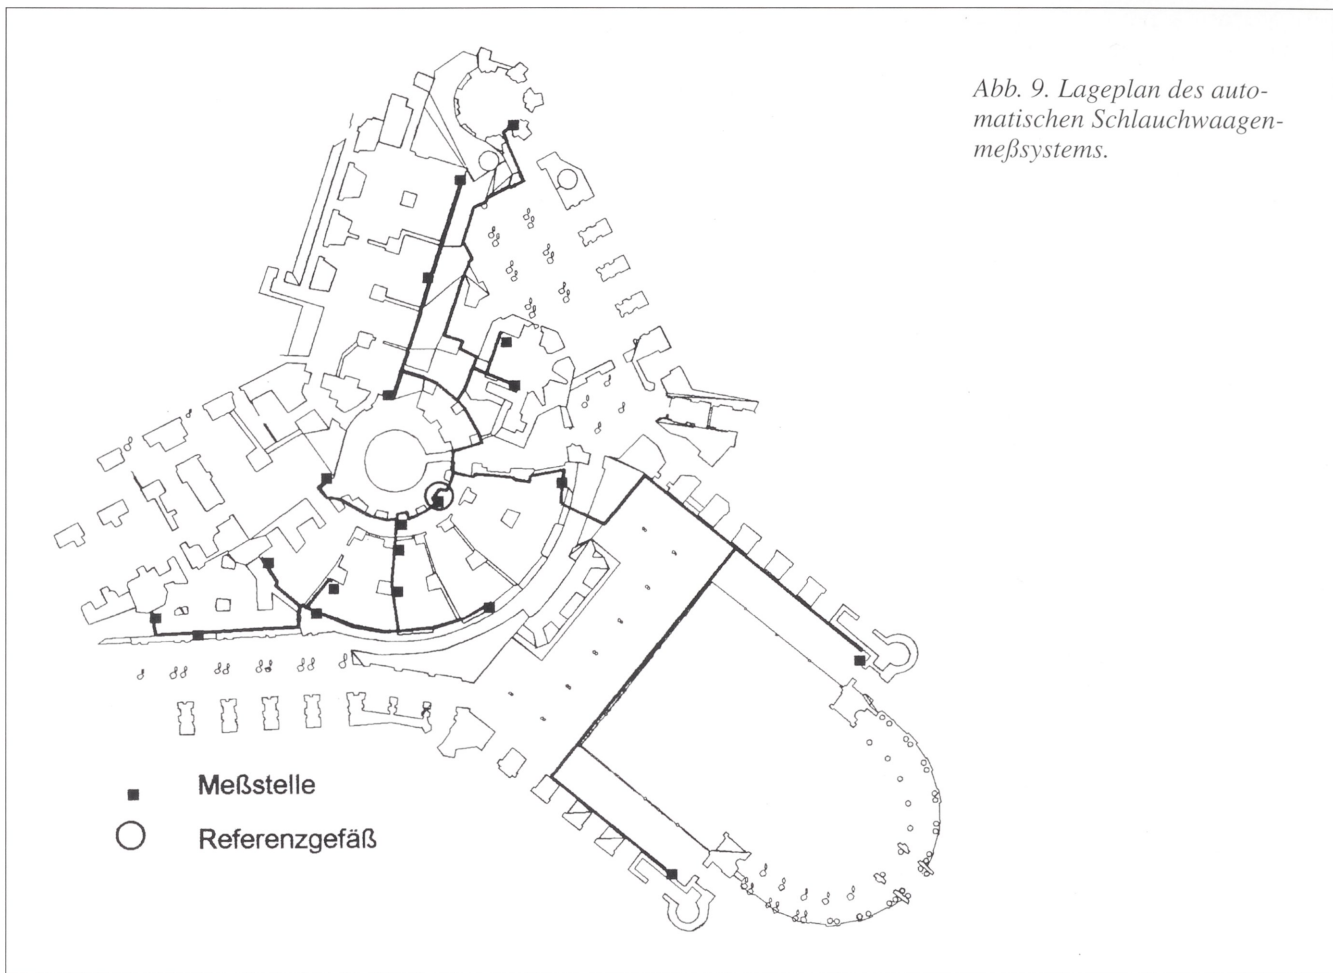 Abb. 9. Lageplan des auto-
matischen Schlauchwaagen-
meßsystems.
Meßstelle
Referenzgefäß